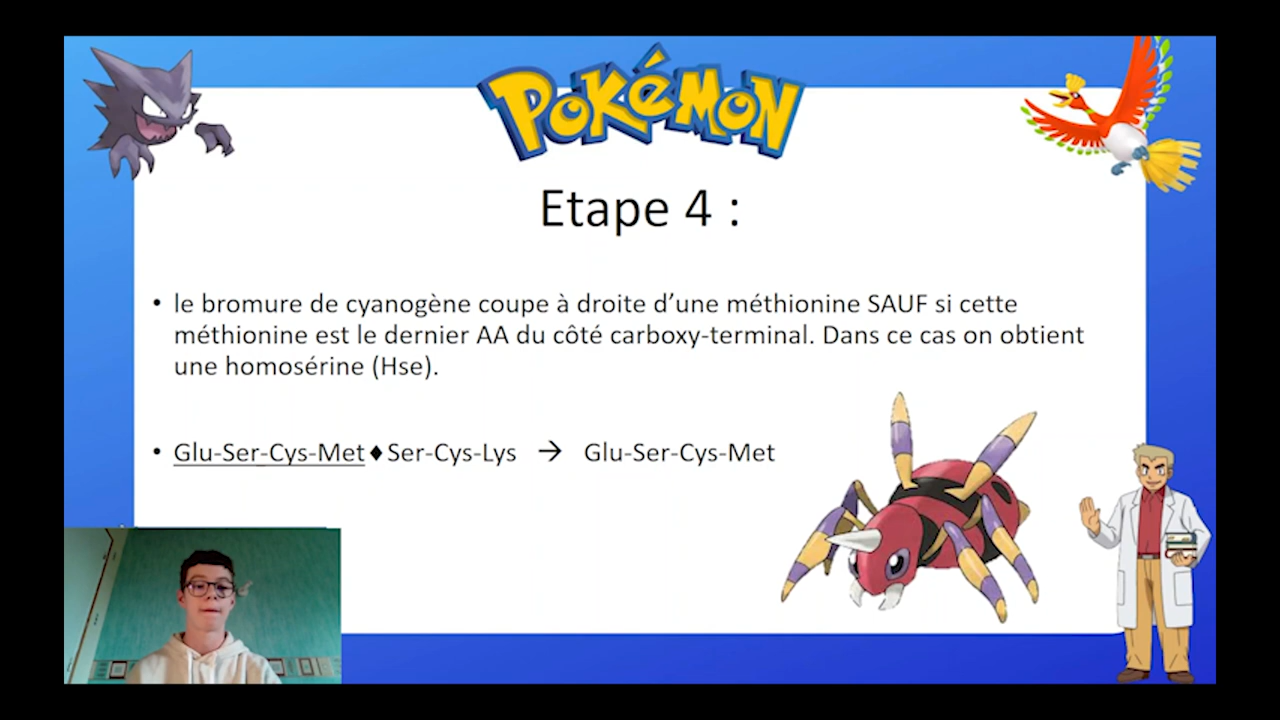 POKéMON
Etape 4 :
• le bromure de cyanogène coupe à droite d’une méthionine SAUF si cette
méthionine est le dernier AA du côté carboxy-terminal. Dans ce cas on obtient
une homosérine (Hse).
• Glu-Ser-Cys-Met♦Ser-Cys-Lys → Glu-Ser-Cys-Met